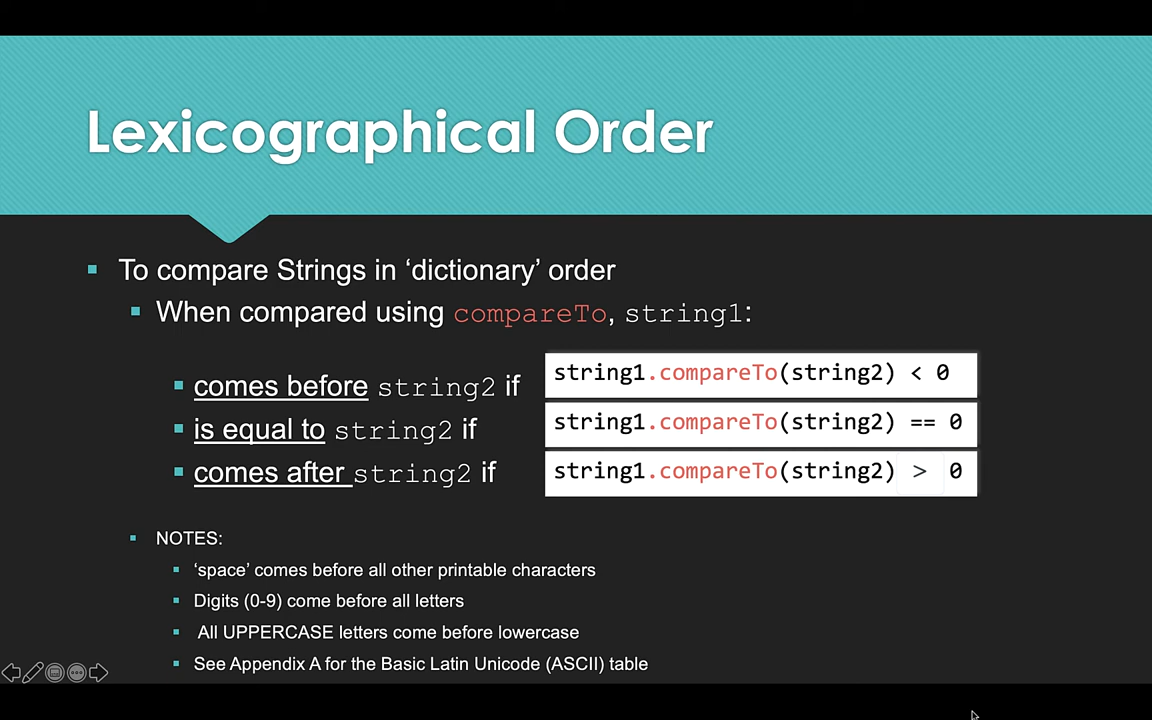 Lexicographical Order
To compare Strings in ‘dictionary’ order
When compared using compareTo, string1:
comes before string2 if string1.compareTo(string2) < 0
is equal to string2 if string1.compareTo(string2) == 0
comes after string2 if string1.compareTo(string2) > 0
NOTES:
‘space’ comes before all other printable characters
Digits (0-9) come before all letters
All UPPERCASE letters come before lowercase
See Appendix A for the Basic Latin Unicode (ASCII) table